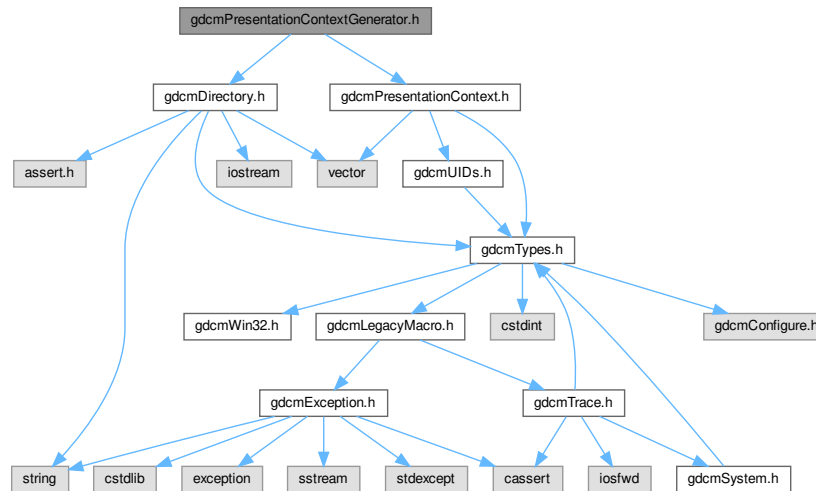 gdcmPresentationContextGenerator.h
gdcmDirectory.h
gdcmPresentationContext.h
assert.h
iostream
vector
gdcmUIDs.h
gdcmTypes.h
gdcmWin32.h
gdcmLegacyMacro.h
cstdint
gdcmConfigure.h
gdcmException.h
gdcmTrace.h
string
cstdlib
exception
sstream
stdexcept
cassert
iosfwd
gdcmSystem.h